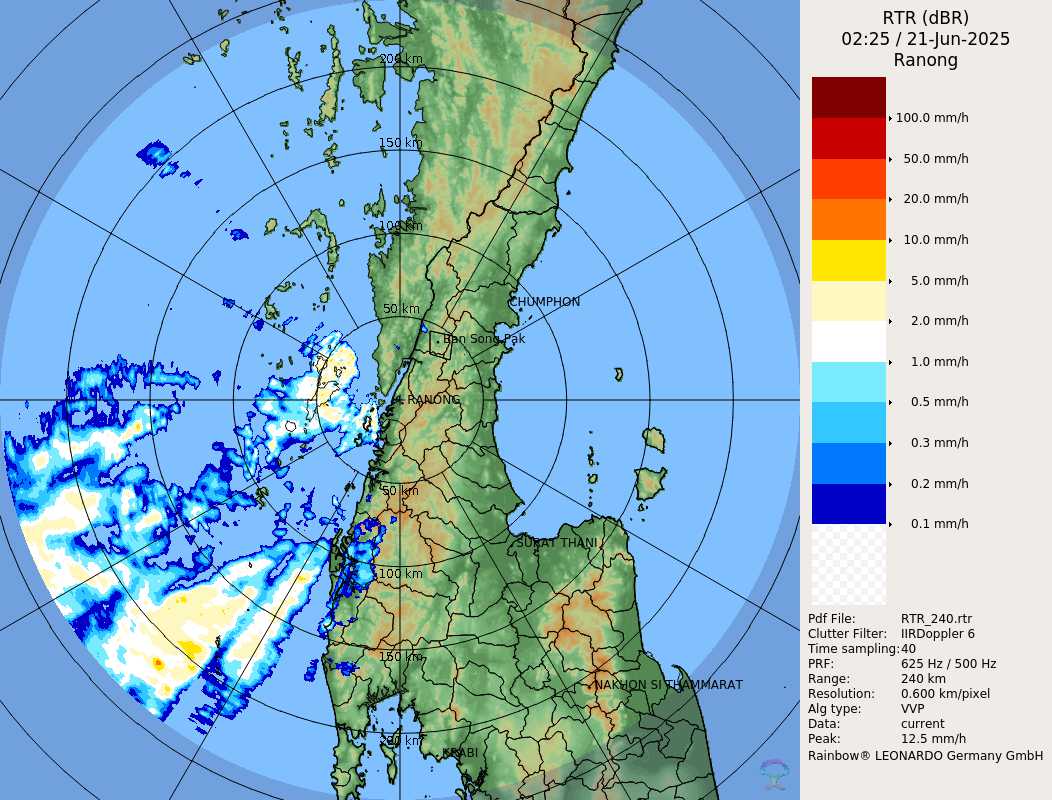 RTR (dBR)
02:25 / 21-Jun-2025
Ranong
100.0 mm/h
50.0 mm/h
20.0 mm/h
10.0 mm/h
5.0 mm/h
2.0 mm/h
1.0 mm/h
0.5 mm/h
0.3 mm/h
0.2 mm/h
0.1 mm/h
Pdf File: RTR_240.rtr
Clutter Filter: IIRDoppler 6
Time sampling:40
PRF: 625 Hz / 500 Hz
Range: 240 km
Resolution: 0.600 km/pixel
Alg type: VVP
Data: current
Peak: 12.5 mm/h
Rainbow® LEONARDO Germany GmbH
200 km
150 km
100 km
CHUMPHON
50 km
Ban Song Pak
RANONG
50 km
SURAT THANI
100 km
150 km
NAKHON SI THAMMARAT
200 km
KRABI